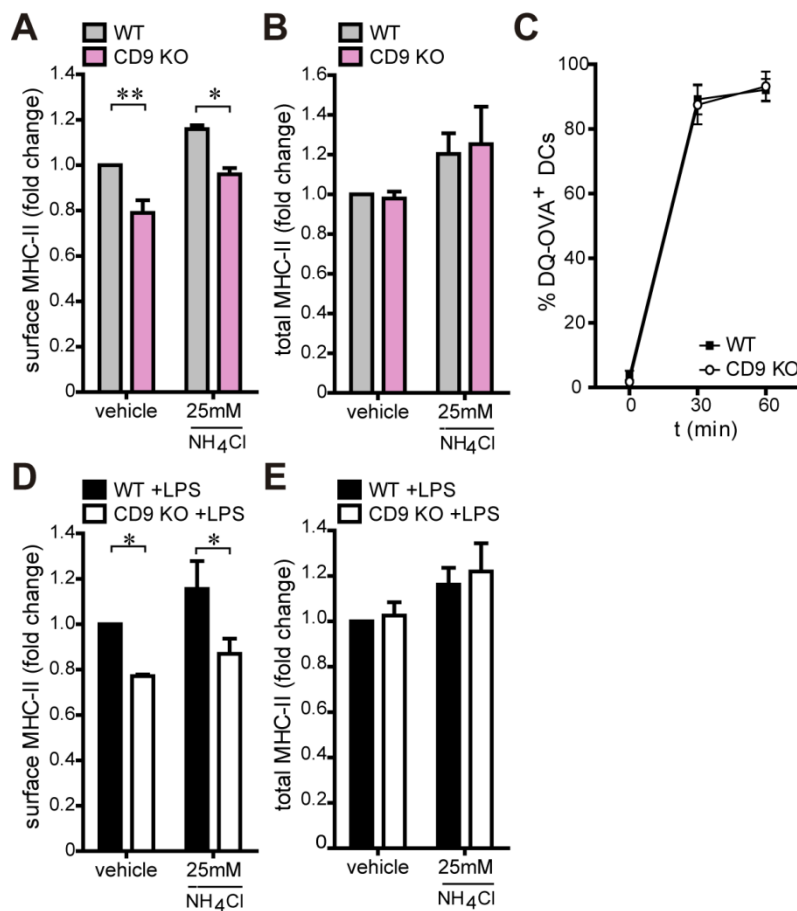 A
WT
CD9 KO
surface MHC-II (fold change)
1.4
1.2
1.0
0.8
0.6
0.4
0.2
0
**
*
vehicle
25mM
NH₄Cl
B
WT
CD9 KO
total MHC-II (fold change)
1.6
1.4
1.2
1.0
0.8
0.6
0.4
0.2
0
vehicle
25mM
NH₄Cl
C
% DQ-OVA⁺ DCs
100
80
60
40
20
0
WT
CD9 KO
0 30 60
t (min)
D
WT +LPS
CD9 KO +LPS
surface MHC-II (fold change)
1.4
1.2
1.0
0.8
0.6
0.4
0.2
0
*
*
vehicle
25mM
NH₄Cl
E
WT +LPS
CD9 KO +LPS
total MHC-II (fold change)
1.4
1.2
1.0
0.8
0.6
0.4
0.2
0
vehicle
25mM
NH₄Cl